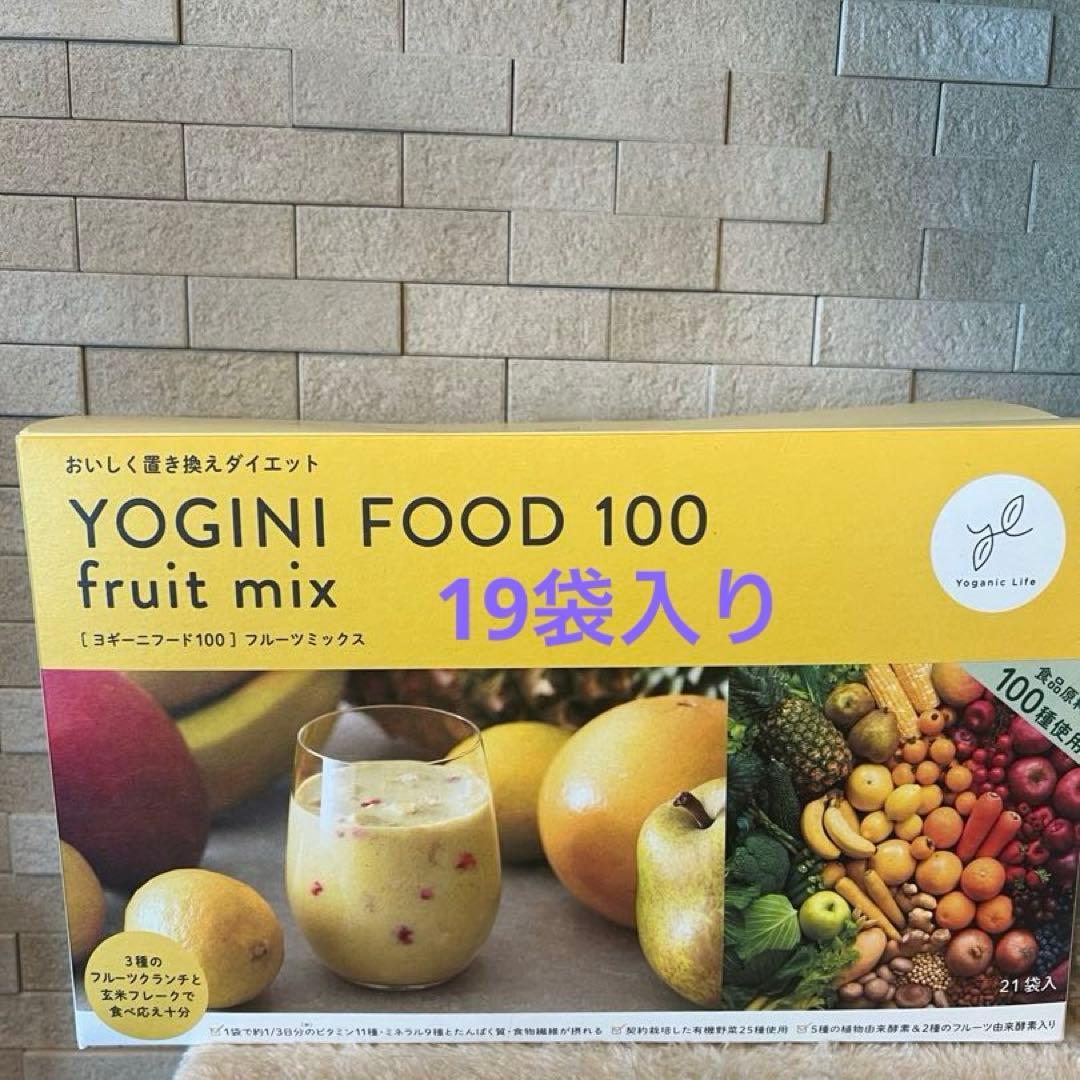 おいしく置き換えダイエット
YOGINI FOOD 100
fruit mix
19袋入り
[ヨギーニフード100]フルーツミックス
yl
Yoganic Life
食品原料
100種使用
3種の
フルーツクランチと
玄米フレークで
食べ応え十分
21袋入
1袋で約1/3日分のビタミン11種・ミネラル9種とたんぱく質・食物繊維が摂れる
契約栽培した有機野菜25種使用
5種の植物由来酵素&2種のフルーツ由来酵素入り